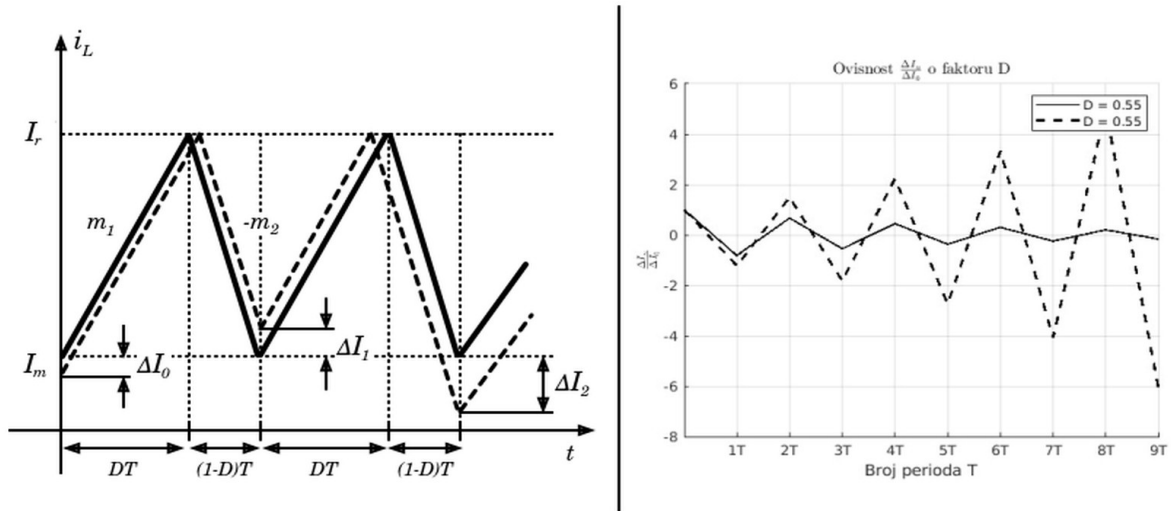 i_L
I_r
m_1
-m_2
I_m
ΔI_0
ΔI_1
ΔI_2
DT
(1-D)T
DT
(1-D)T
t
Ovisnost ΔI_n/ΔI_0 o faktoru D
D = 0.55
D = 0.55
6
4
2
0
-2
-4
-6
-8
ΔI_n/ΔI_0
1T 2T 3T 4T 5T 6T 7T 8T 9T
Broj perioda T